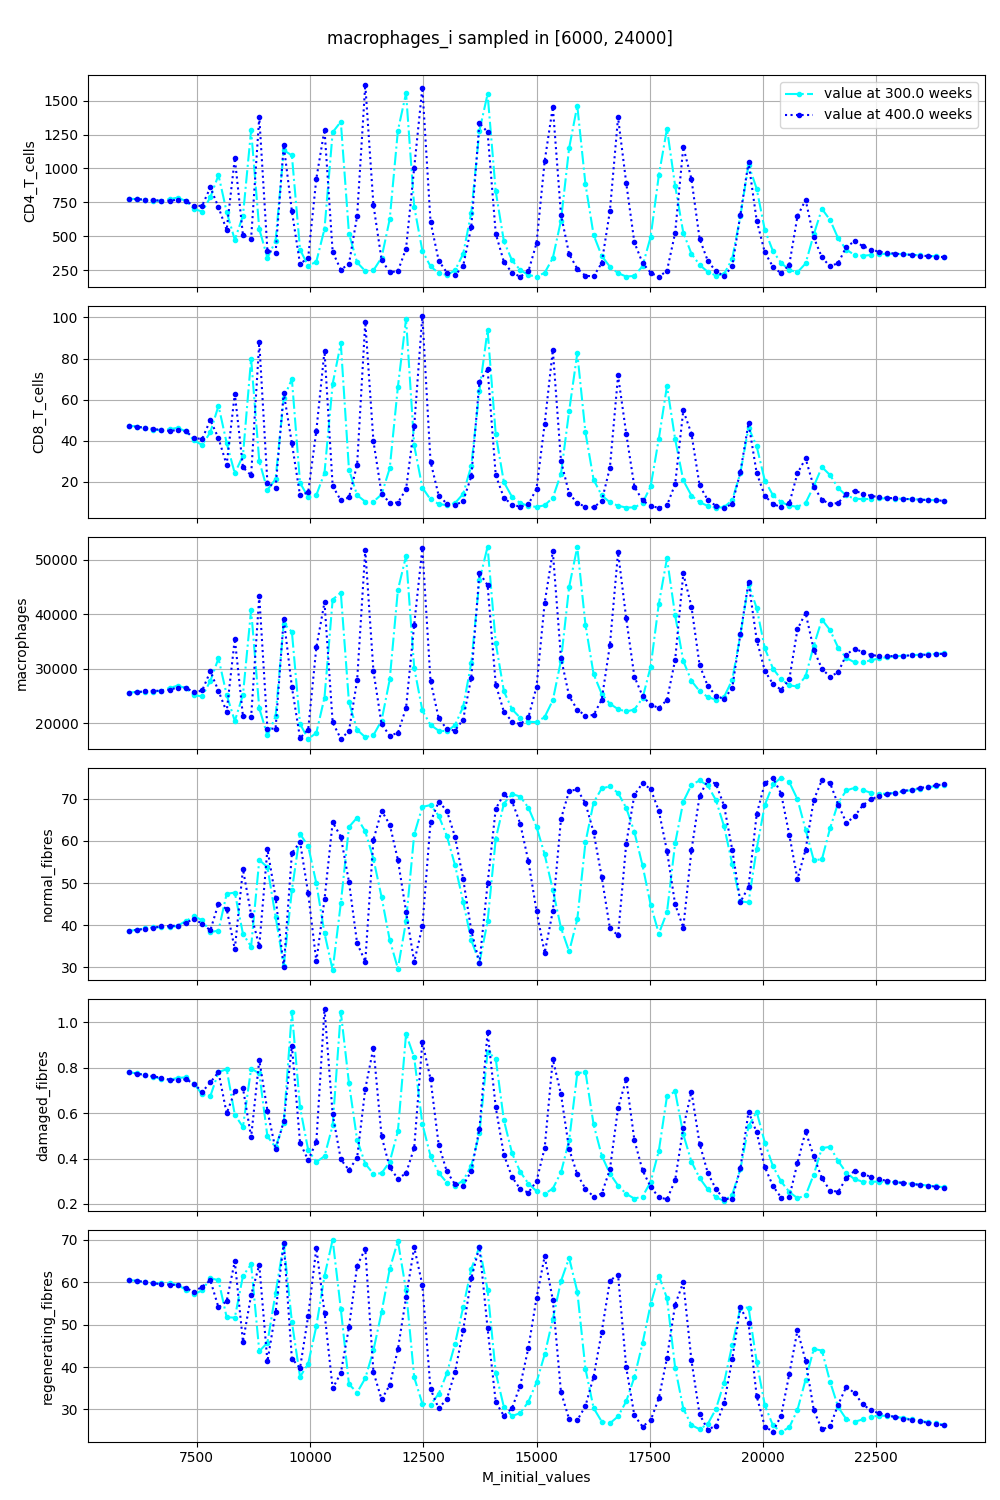 macrophages_i sampled in [6000, 24000]
value at 300.0 weeks
value at 400.0 weeks
CD4_T_cells
1500
1250
1000
750
500
250
CD8_T_cells
100
80
60
40
20
macrophages
50000
40000
30000
20000
normal_fibres
70
60
50
40
30
damaged_fibres
1.0
0.8
0.6
0.4
0.2
regenerating_fibres
70
60
50
40
30
7500 10000 12500 15000 17500 20000 22500
M_initial_values